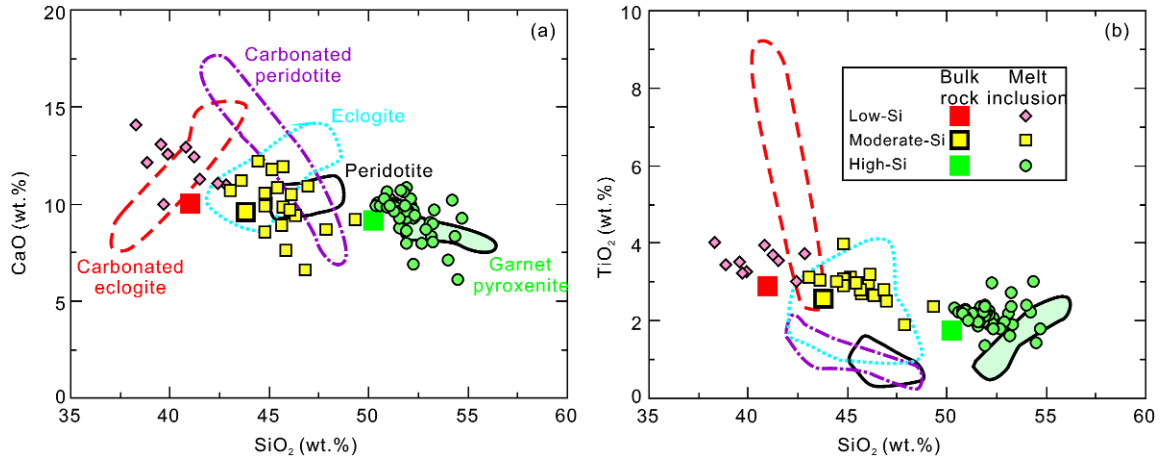 (a)
CaO (wt.%)
20
15
10
5
0
Carbonated
peridotite
Eclogite
Peridotite
Carbonated
eclogite
Garnet
pyroxenite
35 40 45 50 55 60
SiO₂ (wt.%)
(b)
TiO₂ (wt.%)
10
8
6
4
2
0
Bulk rock
Melt inclusion
Low-Si
Moderate-Si
High-Si
35 40 45 50 55 60
SiO₂ (wt.%)